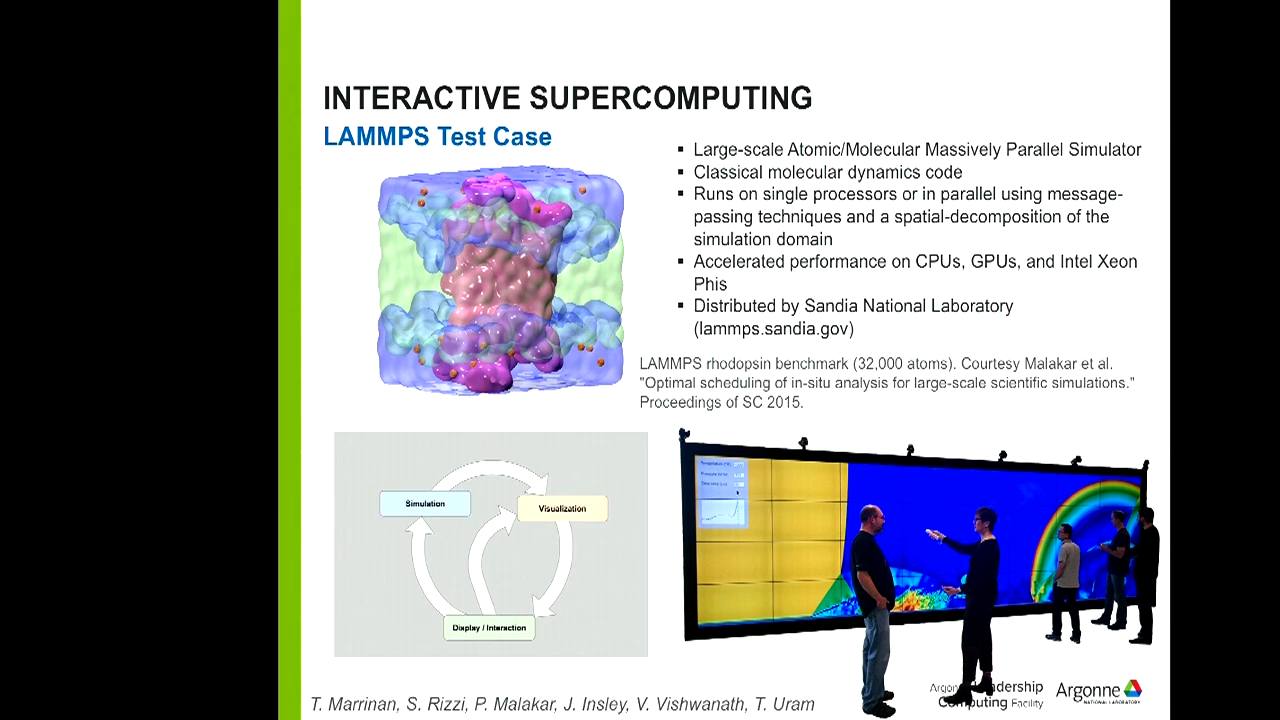 INTERACTIVE SUPERCOMPUTING
LAMMPS Test Case
▪ Large-scale Atomic/Molecular Massively Parallel Simulator
▪ Classical molecular dynamics code
▪ Runs on single processors or in parallel using message-
passing techniques and a spatial-decomposition of the
simulation domain
▪ Accelerated performance on CPUs, GPUs, and Intel Xeon
Phis
▪ Distributed by Sandia National Laboratory
(lammps.sandia.gov)
LAMMPS rhodopsin benchmark (32,000 atoms). Courtesy Malakar et al.
"Optimal scheduling of in-situ analysis for large-scale scientific simulations."
Proceedings of SC 2015.
Simulation
Visualization
Display / Interaction
T. Marrinan, S. Rizzi, P. Malakar, J. Insley, V. Vishwanath, T. Uram
Computing Facility
Argonne
NATIONAL LABORATORY